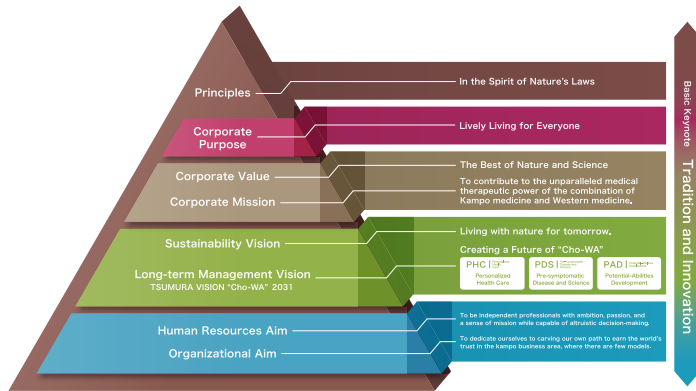 Principles
In the Spirit of Nature's Laws
Corporate
Purpose
Lively Living for Everyone
Corporate Value
The Best of Nature and Science
Corporate Mission
To contribute to the unparalleled medical
therapeutic power of the combination of
Kampo medicine and Western medicine.
Sustainability Vision
Living with nature for tomorrow.
Long-term Management Vision
TSUMURA VISION "Cho-WA" 2031
Creating a Future of "Cho-WA"
PHC
Personalized
Health Care
PDS
Pre-symptomatic
Disease and Science
PAD
Potential-Abilities
Development
Human Resources Aim
To be independent professionals with ambition, passion, and
a sense of mission while capable of altruistic decision-making.
Organizational Aim
To dedicate ourselves to carving our own path to earn the world's
trust in the kampo business area, where there are few models.
Basic Keynote Tradition and Innovation